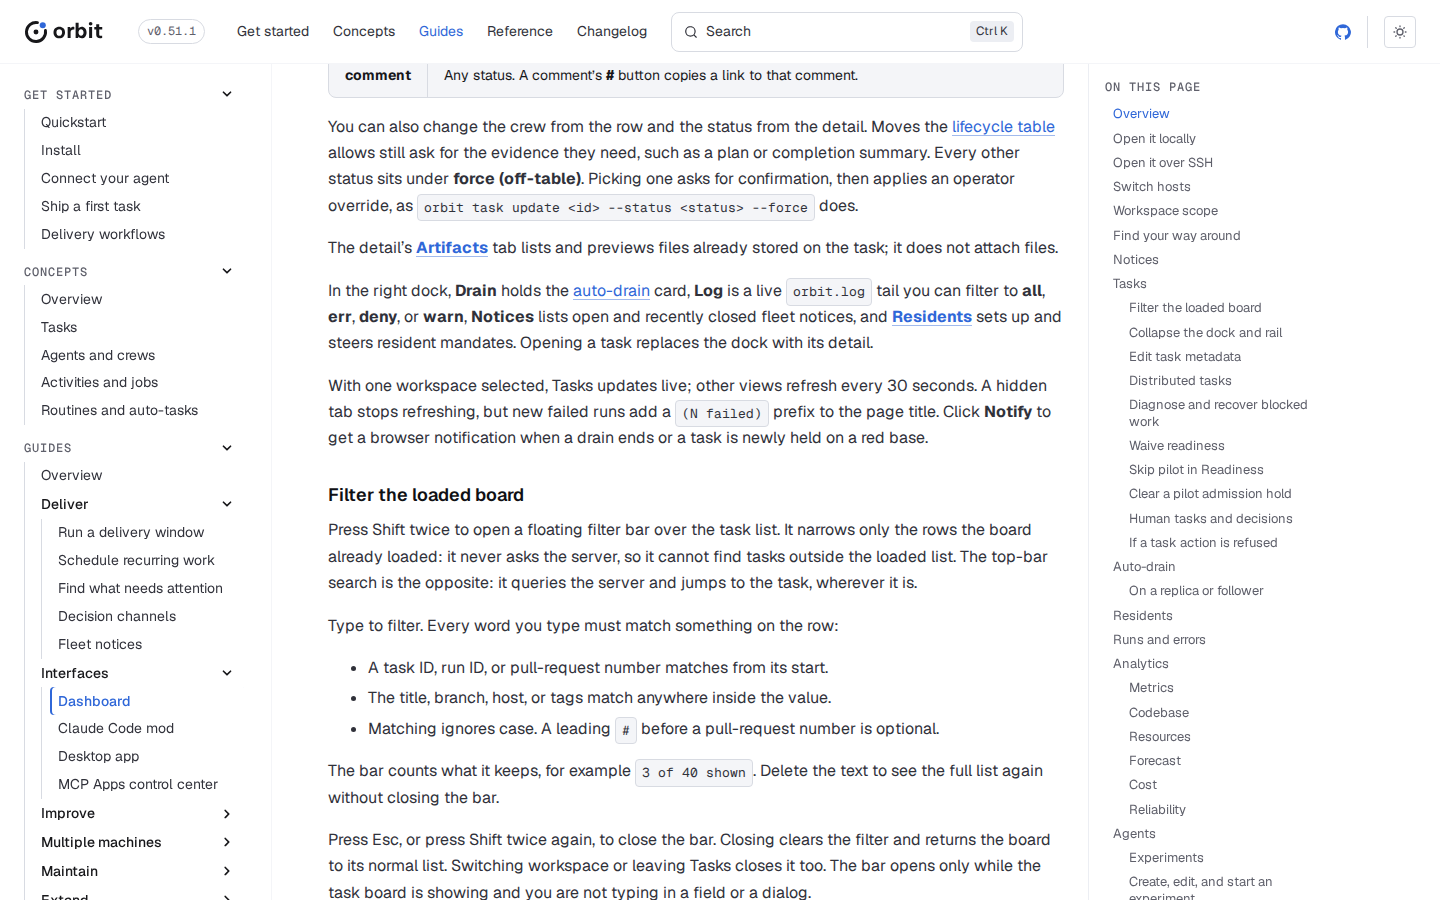 orbit
v0.51.1
Get started
Concepts
Guides
Reference
Changelog
Search
Ctrl K
GET STARTED
Quickstart
Install
Connect your agent
Ship a first task
Delivery workflows
CONCEPTS
Overview
Tasks
Agents and crews
Activities and jobs
Routines and auto-tasks
GUIDES
Overview
Deliver
Run a delivery window
Schedule recurring work
Find what needs attention
Decision channels
Fleet notices
Interfaces
Dashboard
Claude Code mod
Desktop app
MCP Apps control center
Improve
Multiple machines
Maintain
Extend
comment Any status. A comment's # button copies a link to that comment.
You can also change the crew from the row and the status from the detail. Moves the lifecycle table
allows still ask for the evidence they need, such as a plan or completion summary. Every other
status sits under force (off-table). Picking one asks for confirmation, then applies an operator
override, as orbit task update <id> --status <status> --force does.
The detail's Artifacts tab lists and previews files already stored on the task; it does not attach files.
In the right dock, Drain holds the auto-drain card, Log is a live orbit.log tail you can filter to all,
err, deny, or warn, Notices lists open and recently closed fleet notices, and Residents sets up and
steers resident mandates. Opening a task replaces the dock with its detail.
With one workspace selected, Tasks updates live; other views refresh every 30 seconds. A hidden
tab stops refreshing, but new failed runs add a (N failed) prefix to the page title. Click Notify to
get a browser notification when a drain ends or a task is newly held on a red base.
Filter the loaded board
Press Shift twice to open a floating filter bar over the task list. It narrows only the rows the board
already loaded: it never asks the server, so it cannot find tasks outside the loaded list. The top-bar
search is the opposite: it queries the server and jumps to the task, wherever it is.
Type to filter. Every word you type must match something on the row:
• A task ID, run ID, or pull-request number matches from its start.
• The title, branch, host, or tags match anywhere inside the value.
• Matching ignores case. A leading # before a pull-request number is optional.
The bar counts what it keeps, for example 3 of 40 shown. Delete the text to see the full list again
without closing the bar.
Press Esc, or press Shift twice again, to close the bar. Closing clears the filter and returns the board
to its normal list. Switching workspace or leaving Tasks closes it too. The bar opens only while the
task board is showing and you are not typing in a field or a dialog.
ON THIS PAGE
Overview
Open it locally
Open it over SSH
Switch hosts
Workspace scope
Find your way around
Notices
Tasks
Filter the loaded board
Collapse the dock and rail
Edit task metadata
Distributed tasks
Diagnose and recover blocked
work
Waive readiness
Skip pilot in Readiness
Clear a pilot admission hold
Human tasks and decisions
If a task action is refused
Auto-drain
On a replica or follower
Residents
Runs and errors
Analytics
Metrics
Codebase
Resources
Forecast
Cost
Reliability
Agents
Experiments
Create, edit, and start an
experiment